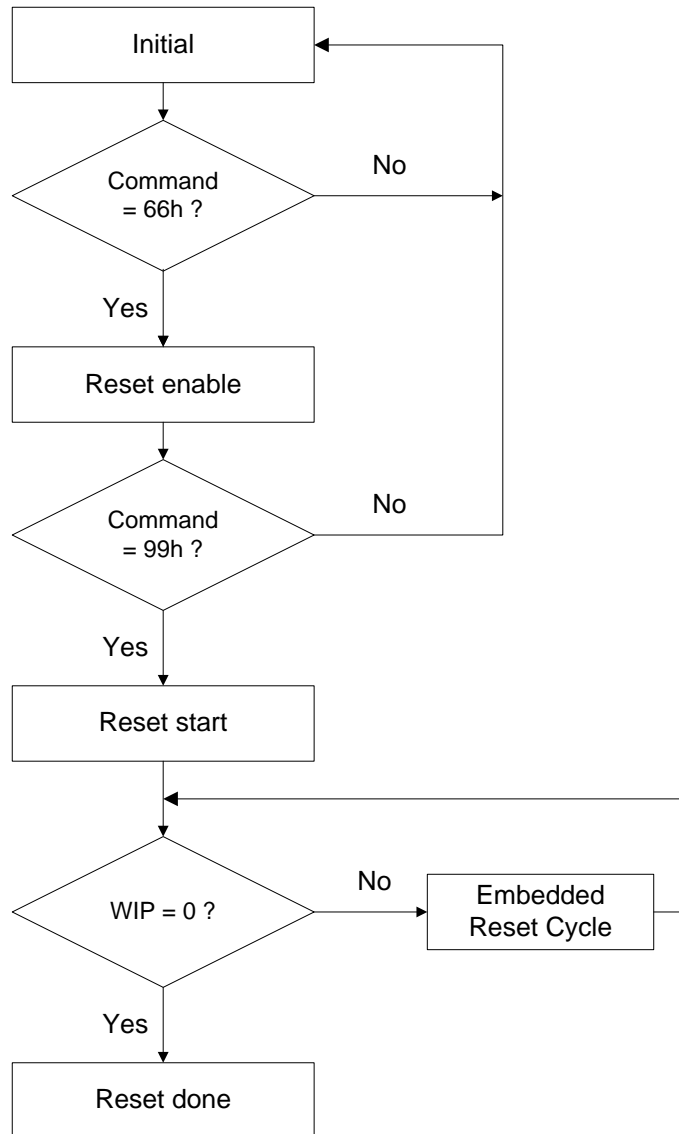 Initial
Command
= 66h ?
No
Yes
Reset enable
Command
= 99h ?
No
Yes
Reset start
WIP = 0 ?
No
Embedded
Reset Cycle
Yes
Reset done